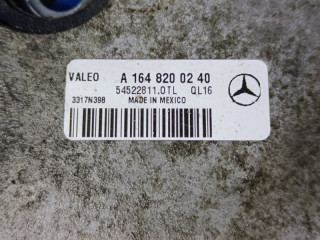 VALEO A 164 820 02 40
54522811.0TL QL16
3317N398 MADE IN MEXICO